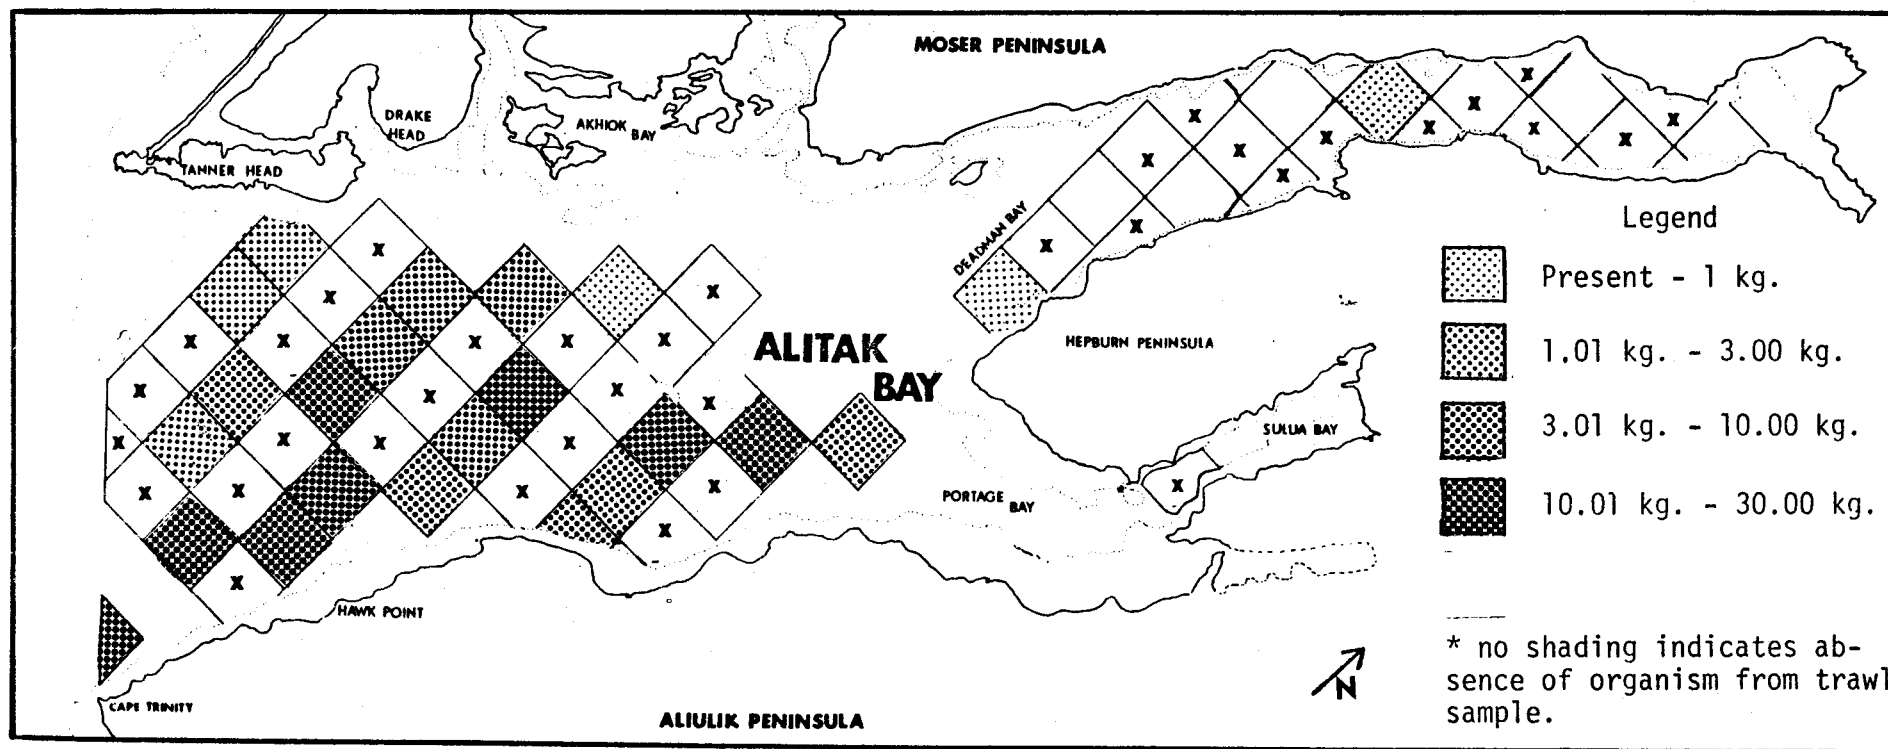 MOSER PENINSULA
DRAKE
HEAD
AKHIOK BAY
TANNER HEAD
DEADMAN BAY
Legend
Present - 1 kg.
1.01 kg. - 3.00 kg.
3.01 kg. - 10.00 kg.
10.01 kg. - 30.00 kg.
ALITAK
BAY
HEPBURN PENINSULA
SULUA BAY
PORTAGE
BAY
HAWK POINT
CAPE TRINITY
ALIULIK PENINSULA
N
* no shading indicates ab-
sence of organism from trawl
sample.
X X X X X X X X X X X X X X X
X X X X X X X X X X X X X X X
X X X X X X X X X X X X